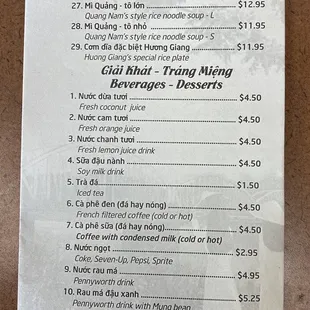 27. Mì Quảng - tô lớn $12.95
Quang Nam's style rice noodle soup - L
28. Mì Quảng - tô nhỏ $11.95
Quang Nam's style rice noodle soup - S
29. Cơm dĩa đặc biệt Hương Giang $11.95
Huong Giang's special rice plate
Giải Khát - Tráng Miệng
Beverages - Desserts
1. Nước dừa tươi $4.50
Fresh coconut juice
2. Nước cam tươi $4.50
Fresh orange juice
3. Nước chanh tươi $4.50
Fresh lemon juice drink
4. Sữa đậu nành $4.50
Soy milk drink
5. Trà đá $1.50
Iced tea
6. Cà phê đen (đá hay nóng) $4.50
French filtered coffee (cold or hot)
7. Cà phê sữa (đá hay nóng) $4.50
Coffee with condensed milk (cold or hot)
8. Nước ngọt $2.95
Coke, Seven-Up, Pepsi, Sprite
9. Nước rau má $4.95
Pennyworth drink
10. Rau má đậu xanh $5.25
Pennyworth drink with Mung bean